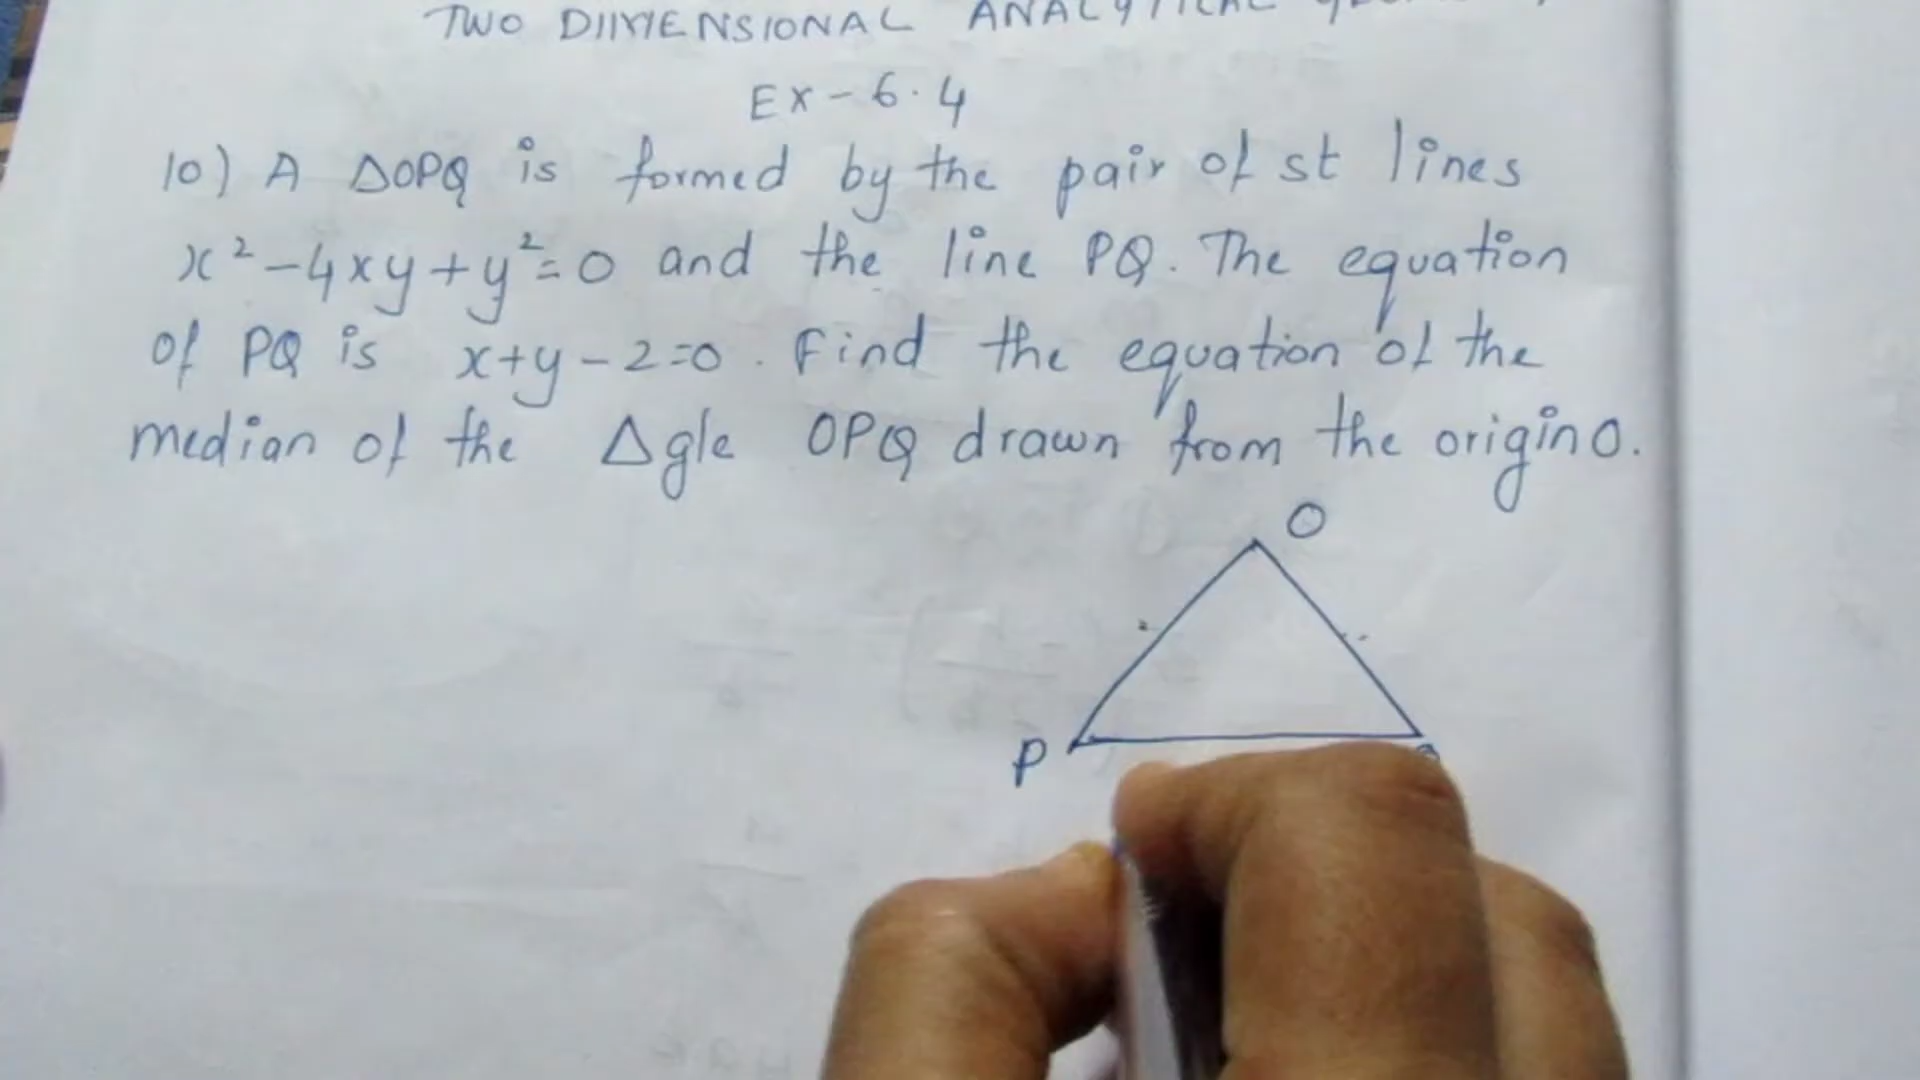 TWO DIMENSIONAL ANALYTICAL
EX-6.4
10) A ΔOPQ is formed by the pair of st lines
x²-4xy+y²=0 and the line PQ. The equation
of PQ is x+y-2=0. Find the equation of the
median of the Δgle OPQ drawn from the origin O.
O
P